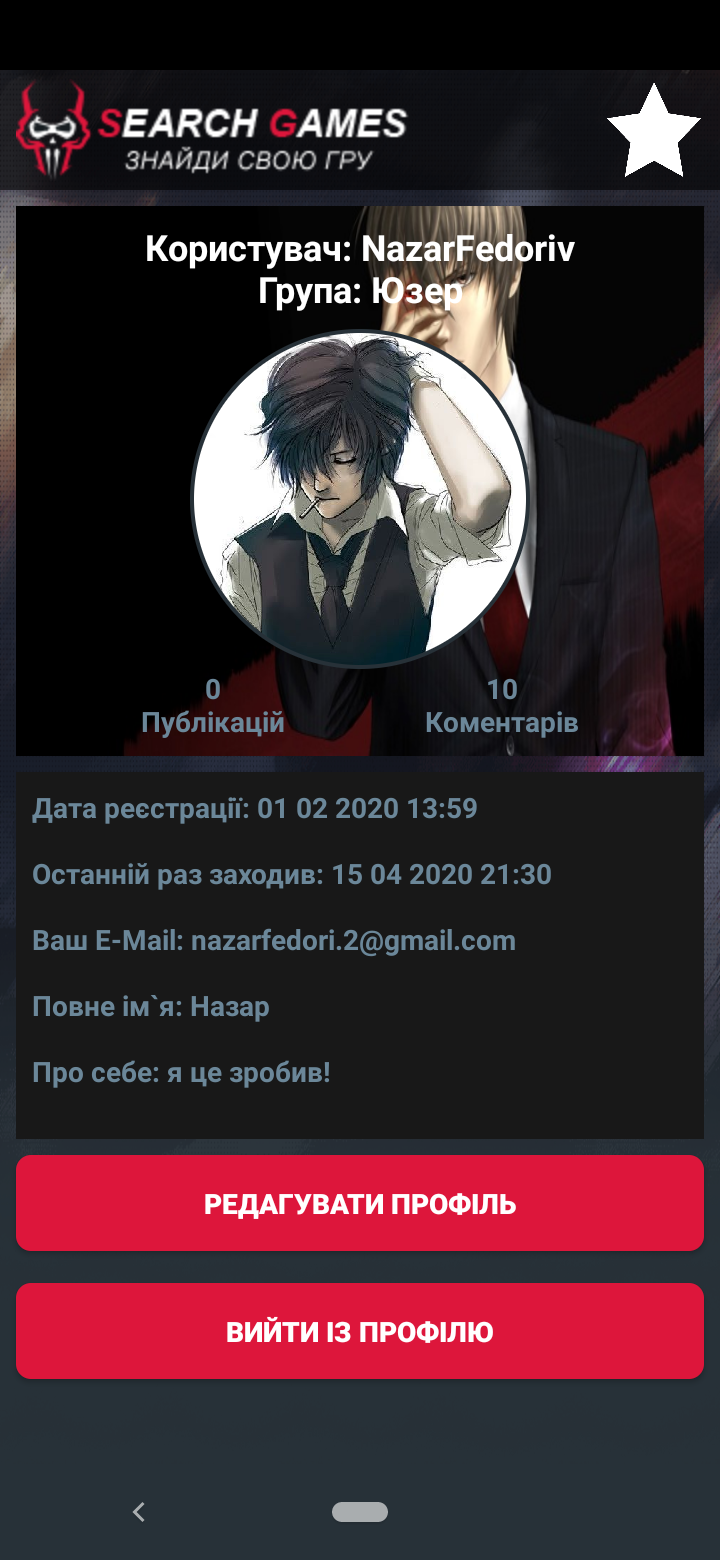 SEARCH GAMES
ЗНАЙДИ СВОЮ ГРУ
Користувач: NazarFedoriv
Група: Юзер
0
Публікацій
10
Коментарів
Дата реєстрації: 01 02 2020 13:59
Останній раз заходив: 15 04 2020 21:30
Ваш E-Mail: nazarfedori.2@gmail.com
Повне ім`я: Назар
Про себе: я це зробив!
РЕДАГУВАТИ ПРОФІЛЬ
ВИЙТИ ІЗ ПРОФІЛЮ